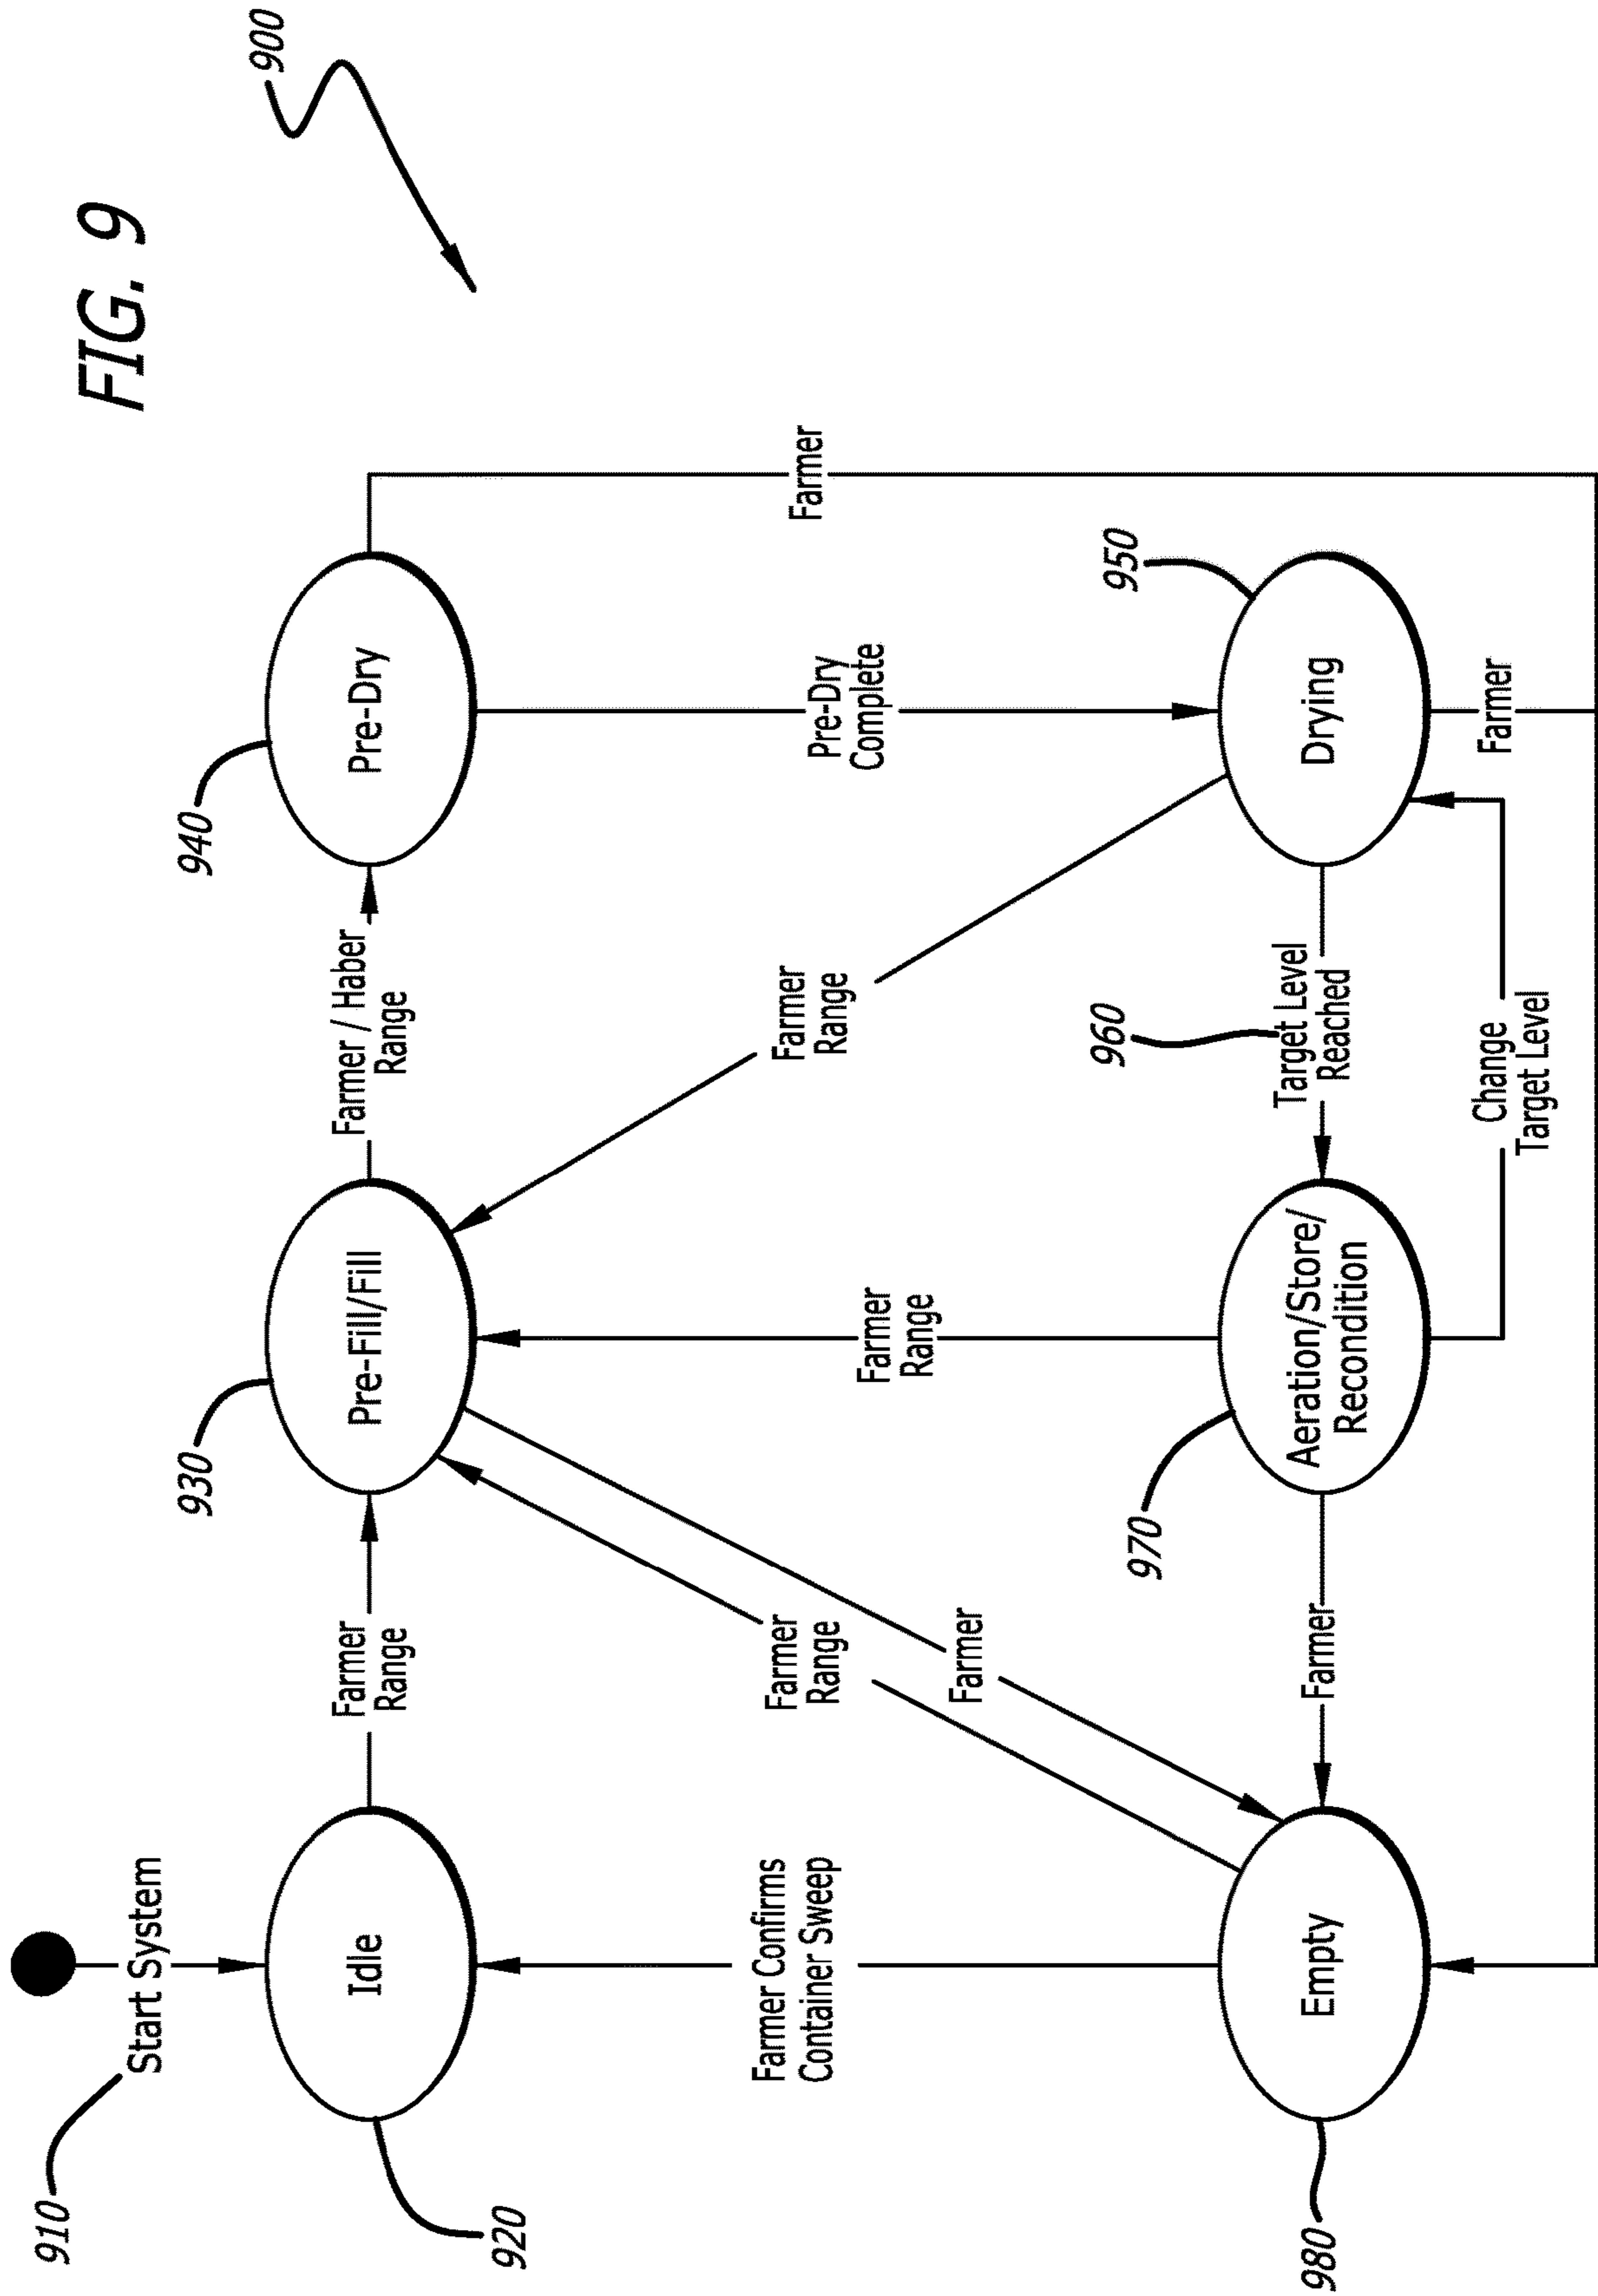 FIG. 9
900
910
Start System
920
Idle
Farmer
Range
930
Pre-Fill/Fill
Farmer / Haber
Range
940
Pre-Dry
Farmer
Farmer Confirms
Container Sweep
Farmer
Range
Farmer
Farmer
Range
Farmer
Range
Pre-Dry
Complete
980
Empty
Farmer
970
Aeration/Store/
Recondition
960
Target Level
Reached
950
Drying
Farmer
Change
Target Level